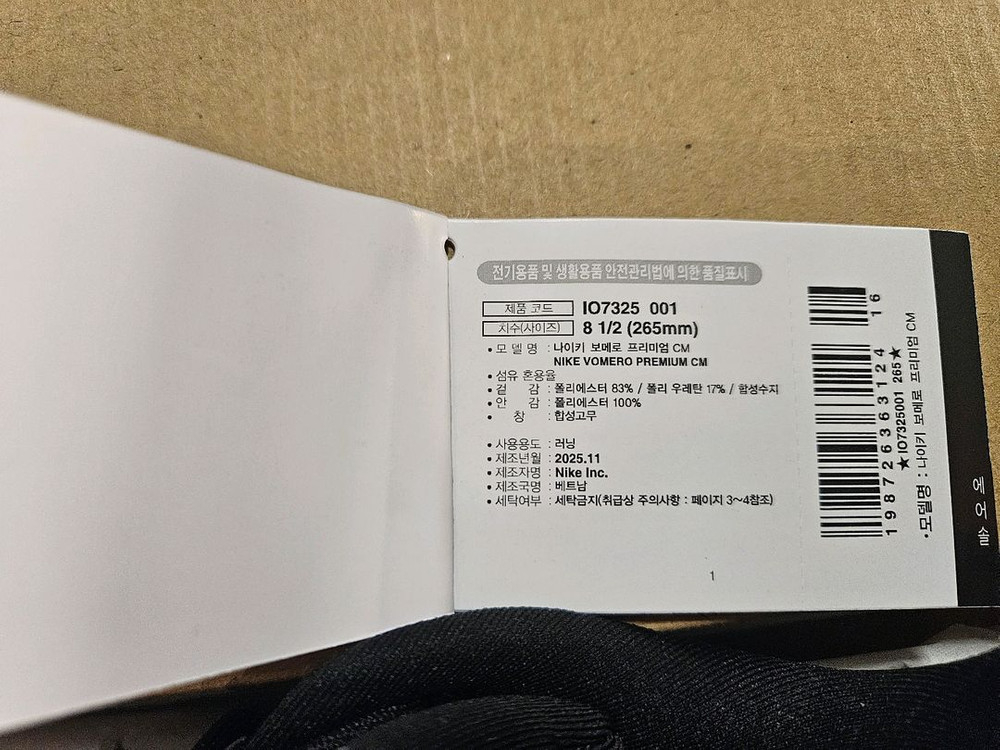 전기용품 및 생활용품 안전관리법에 의한 품질표시
제품 코드 IO7325 001
치수(사이즈) 8 1/2 (265mm)
• 모 델 명 : 나이키 보메로 프리미엄 CM
NIKE VOMERO PREMIUM CM
• 섬유 혼용율
• 겉 감 : 폴리에스터 83% / 폴리 우레탄 17% / 합성수지
• 안 감 : 폴리에스터 100%
• 창 : 합성고무
• 사용용도 : 러닝
• 제조년월 : 2025.11
• 제조자명 : Nike Inc.
• 제조국명 : 베트남
• 세탁여부 : 세탁금지(취급상 주의사항 : 페이지 3~4참조)
1
16
198726363124
★IO7325001 265★
•모델명 : 나이키 보메로 프리미엄 CM
에어솔